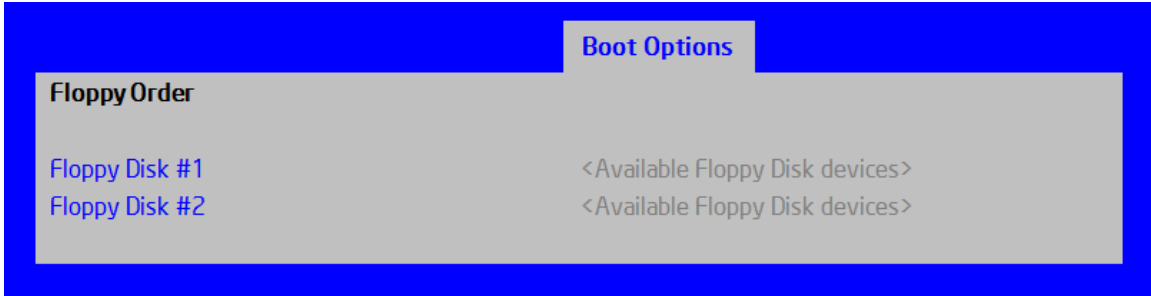 Boot Options
Floppy Order
Floppy Disk #1 <Available Floppy Disk devices>
Floppy Disk #2 <Available Floppy Disk devices>